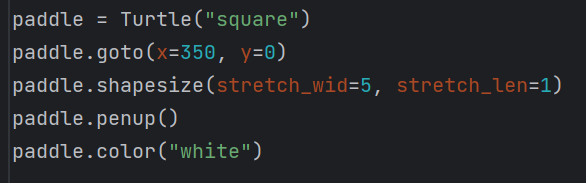 paddle = Turtle("square")
paddle.goto(x=350, y=0)
paddle.shapesize(stretch_wid=5, stretch_len=1)
paddle.penup()
paddle.color("white")